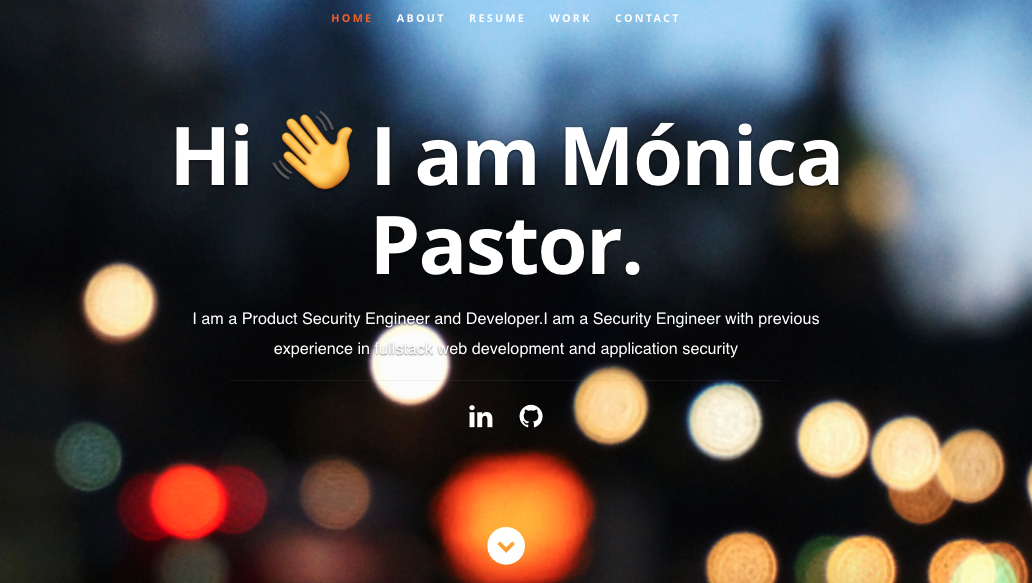 HOME ABOUT RESUME WORK CONTACT
Hi 👋 I am Mónica
Pastor.
I am a Product Security Engineer and Developer.I am a Security Engineer with previous
experience in fullstack web development and application security
in